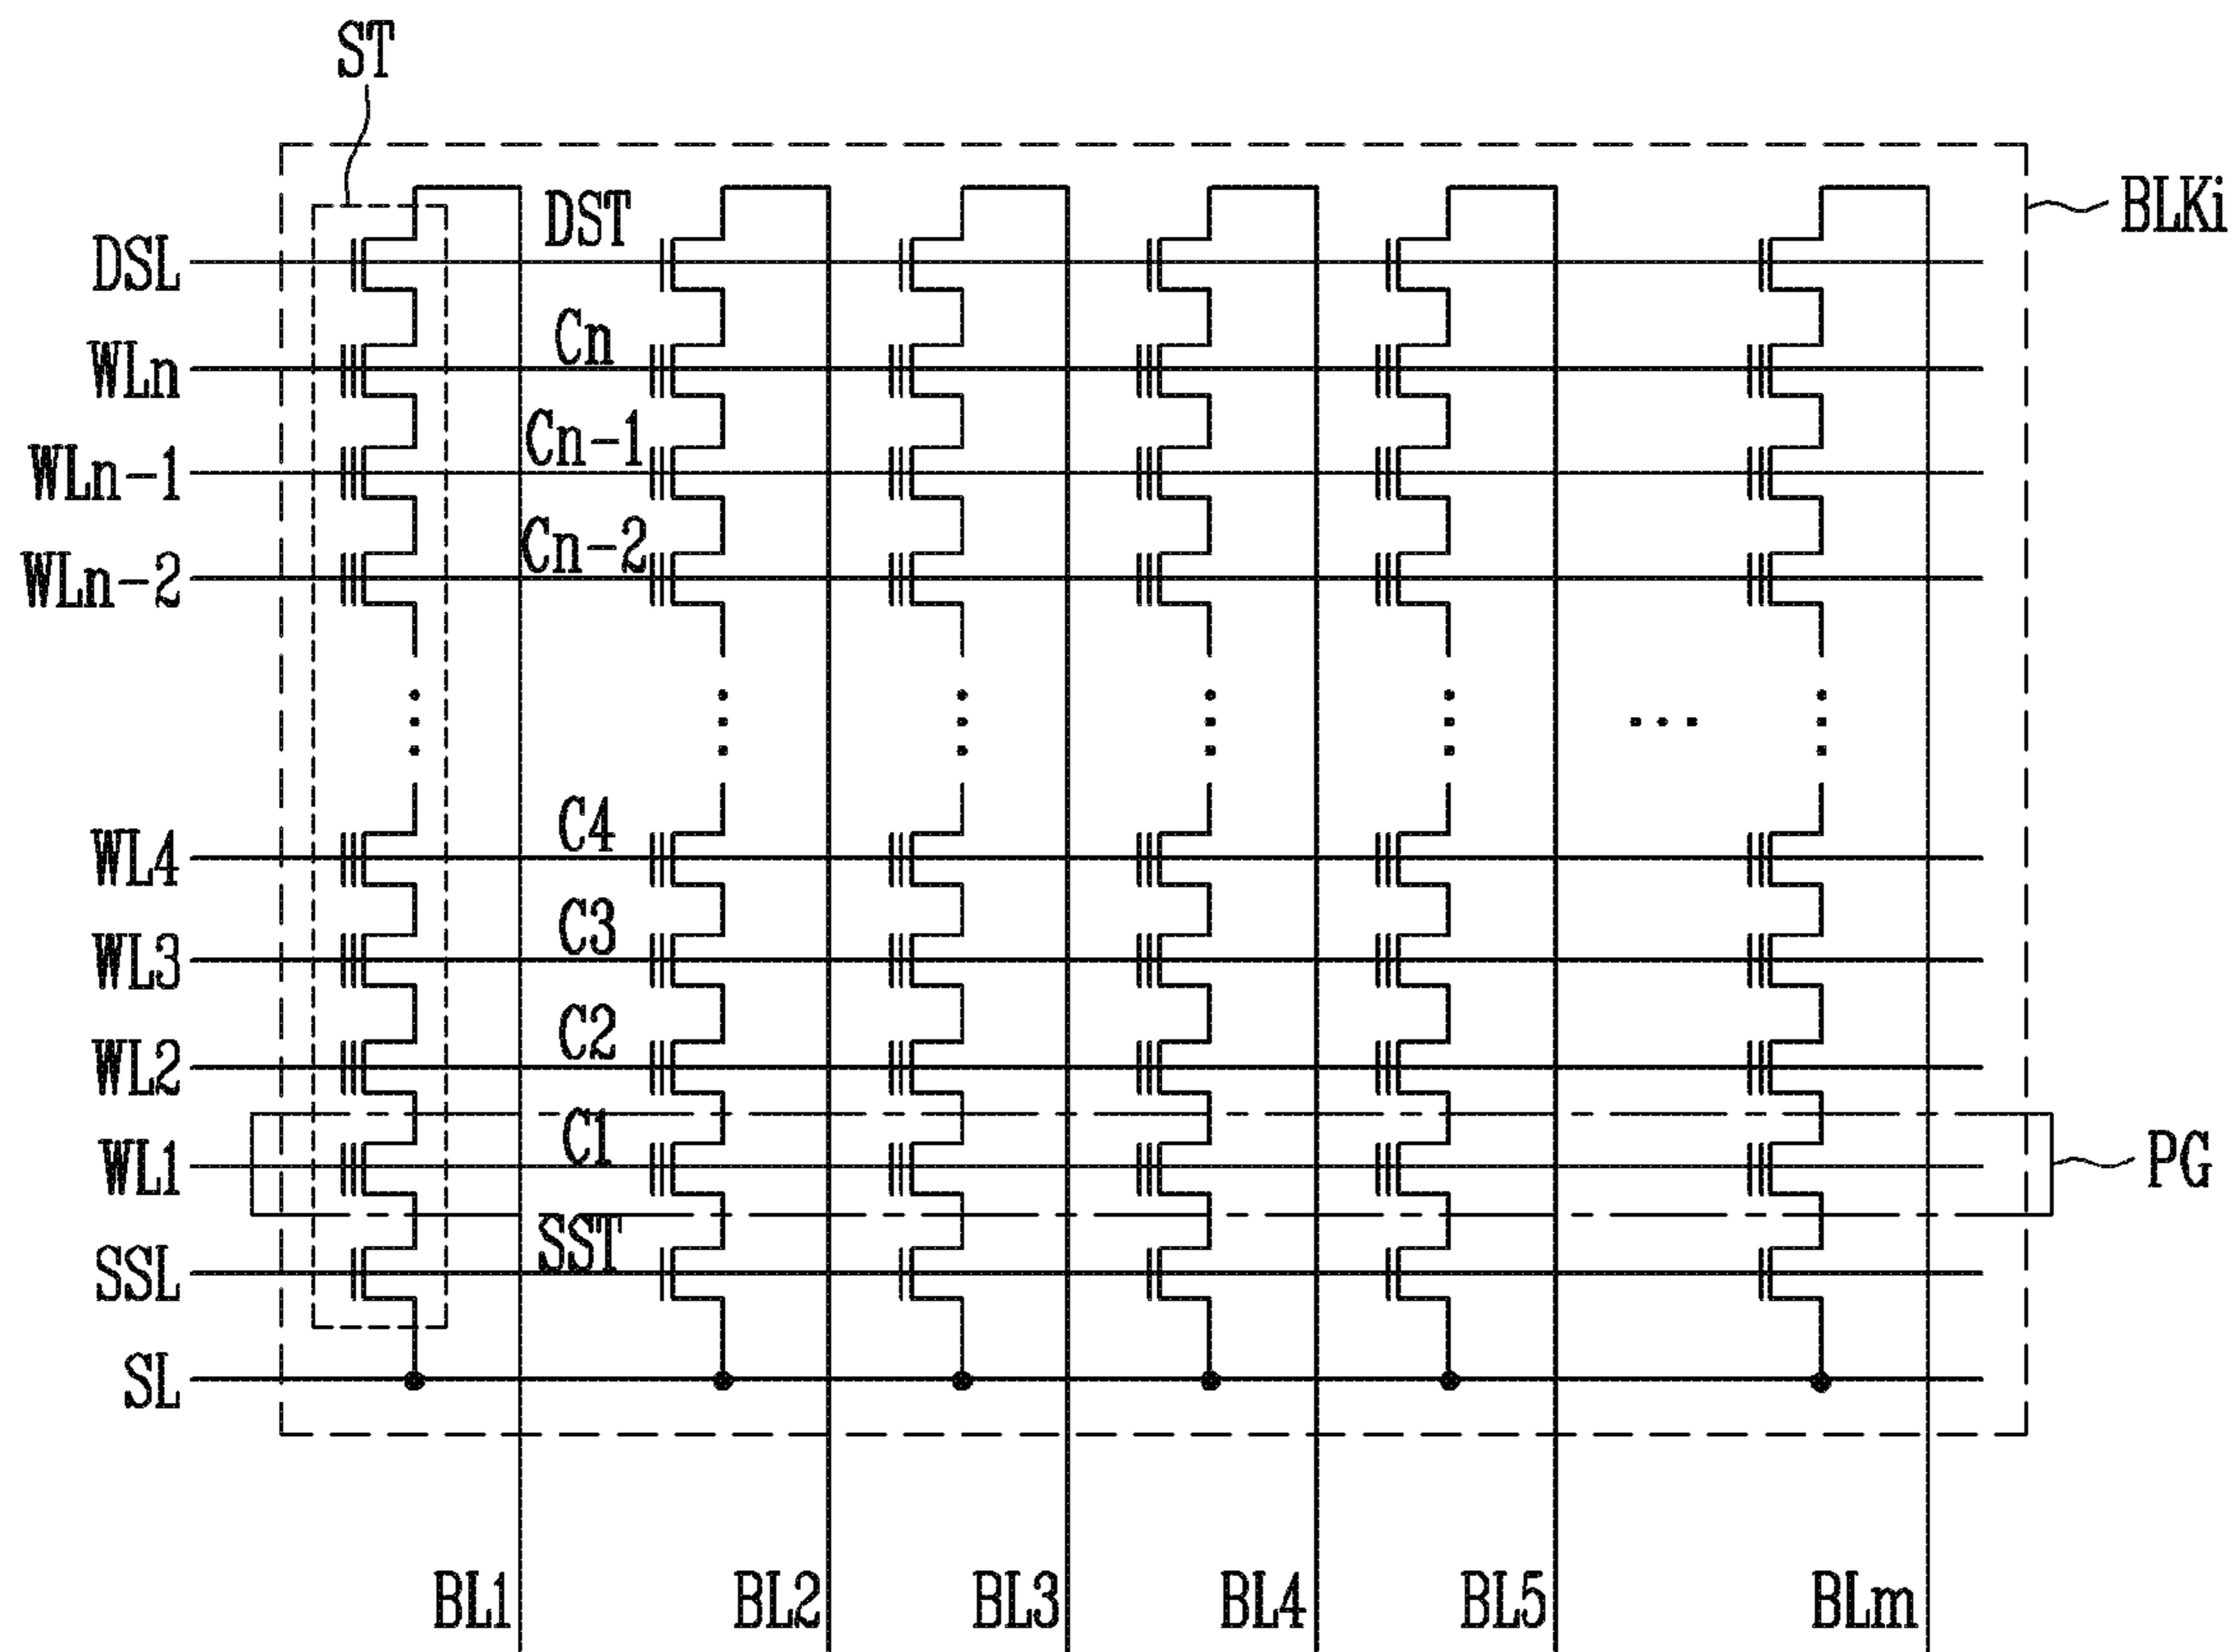 ST
BLKi
DST
DSL
Cn
WLn
Cn-1
WLn-1
Cn-2
WLn-2
C4
WL4
C3
WL3
C2
WL2
C1
WL1
PG
SST
SSL
SL
BL1 BL2 BL3 BL4 BL5 BLm